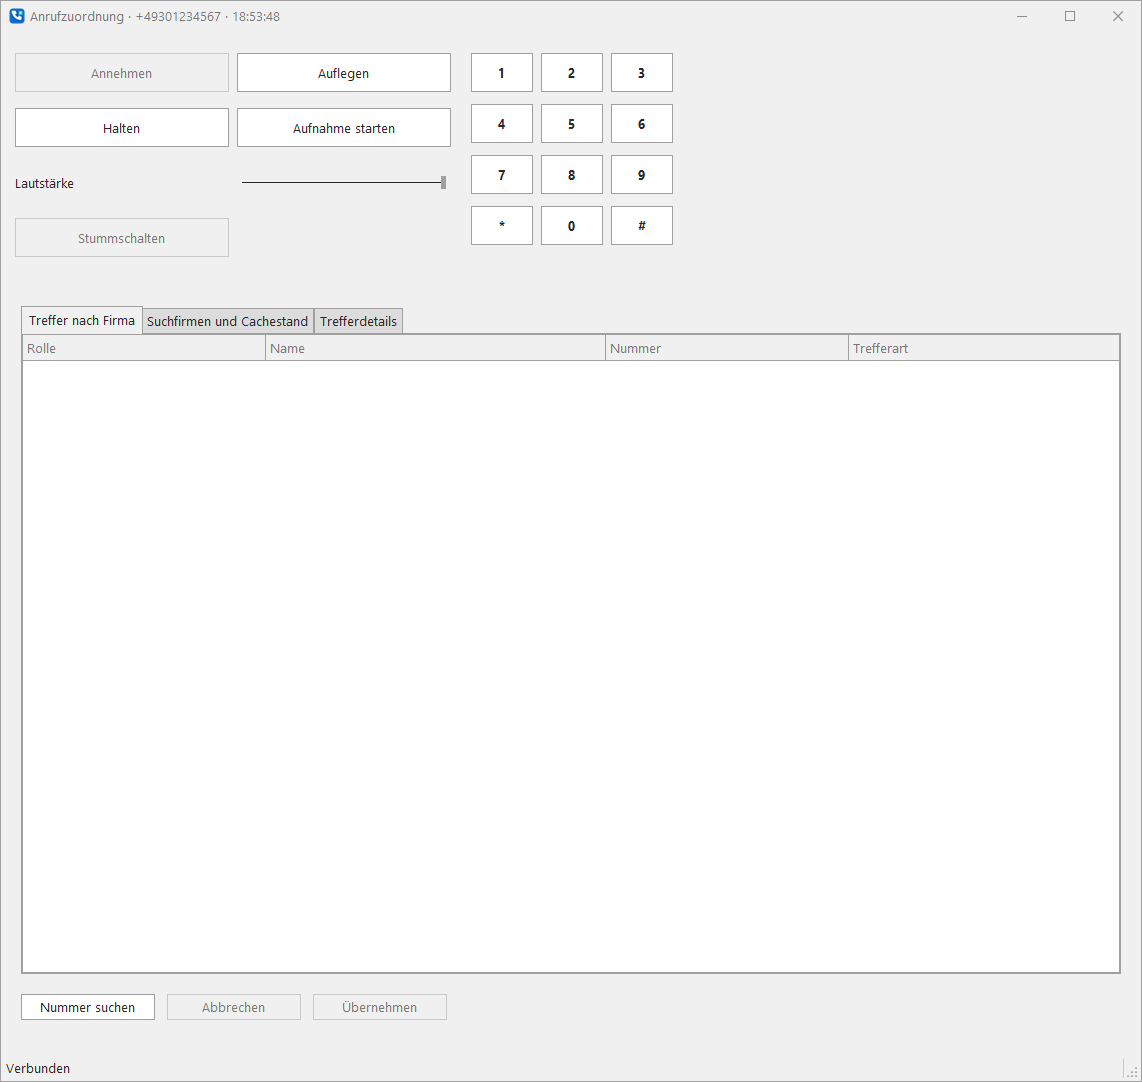 Anrufzuordnung · +49301234567 · 18:53:48
Annehmen Auflegen 1 2 3
Halten Aufnahme starten 4 5 6
Lautstärke 7 8 9
Stummschalten * 0 #
Treffer nach Firma Suchfirmen und Cachestand Trefferdetails
Rolle Name Nummer Trefferart
Nummer suchen Abbrechen Übernehmen
Verbunden